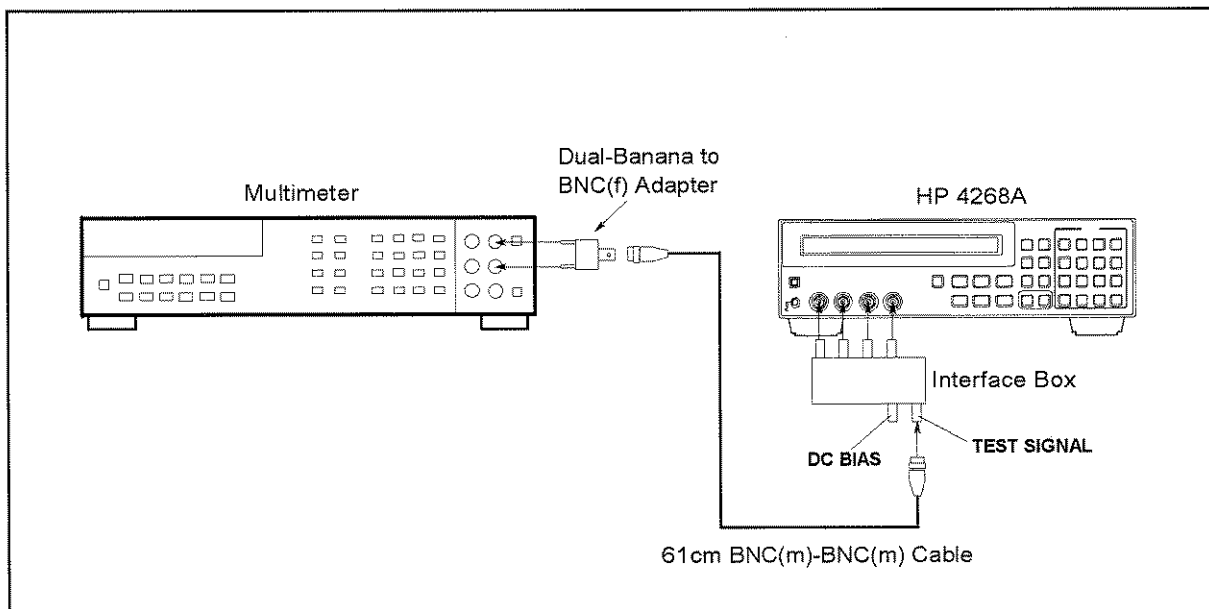 Dual-Banana to
BNC(f) Adapter
Multimeter
HP 4268A
Interface Box
DC BIAS
TEST SIGNAL
61cm BNC(m)-BNC(m) Cable